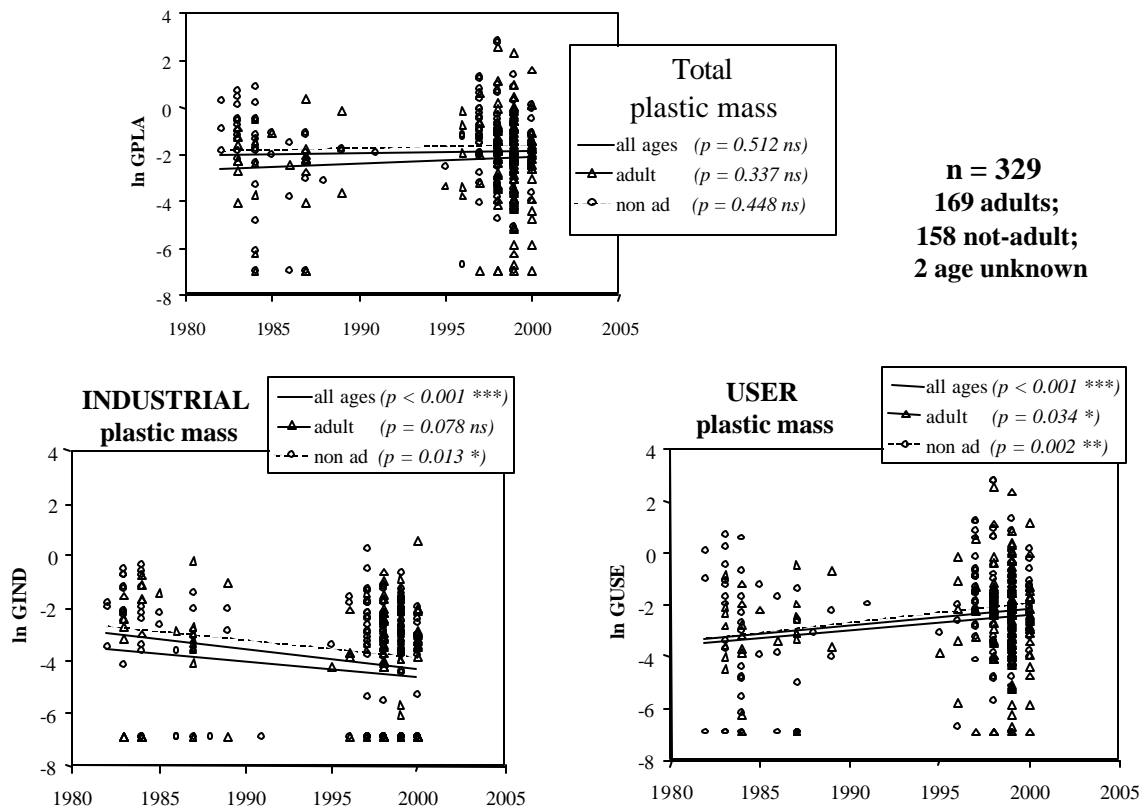 4
2
0
-2
-4
-6
-8
ln GPLA
1980 1985 1990 1995 2000 2005
Total
plastic mass
all ages (p = 0.512 ns)
adult (p = 0.337 ns)
non ad (p = 0.448 ns)
n = 329
169 adults;
158 not-adult;
2 age unknown
INDUSTRIAL
plastic mass
all ages (p < 0.001 ***)
adult (p = 0.078 ns)
non ad (p = 0.013 *)
4
2
0
-2
-4
-6
-8
ln GIND
1980 1985 1990 1995 2000 2005
USER
plastic mass
all ages (p < 0.001 ***)
adult (p = 0.034 *)
non ad (p = 0.002 **)
4
2
0
-2
-4
-6
-8
ln GUSE
1980 1985 1990 1995 2000 2005